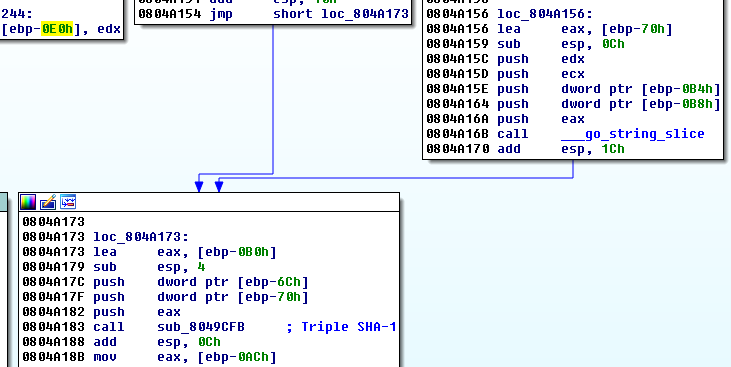 244:
[ebp-0E0h], edx
0804A154 jmp     short loc_804A173
0804A156 loc_804A156:
0804A156 lea     eax, [ebp-70h]
0804A159 sub     esp, 0Ch
0804A15C push    edx
0804A15D push    ecx
0804A15E push    dword ptr [ebp-0B4h]
0804A164 push    dword ptr [ebp-0B8h]
0804A16A push    eax
0804A16B call    ___go_string_slice
0804A170 add     esp, 1Ch
0804A173
0804A173 loc_804A173:
0804A173 lea     eax, [ebp-0B0h]
0804A179 sub     esp, 4
0804A17C push    dword ptr [ebp-6Ch]
0804A17F push    dword ptr [ebp-70h]
0804A182 push    eax
0804A183 call    sub_8049CFB     ; Triple SHA-1
0804A188 add     esp, 0Ch
0804A18B mov     eax, [ebp-0ACh]